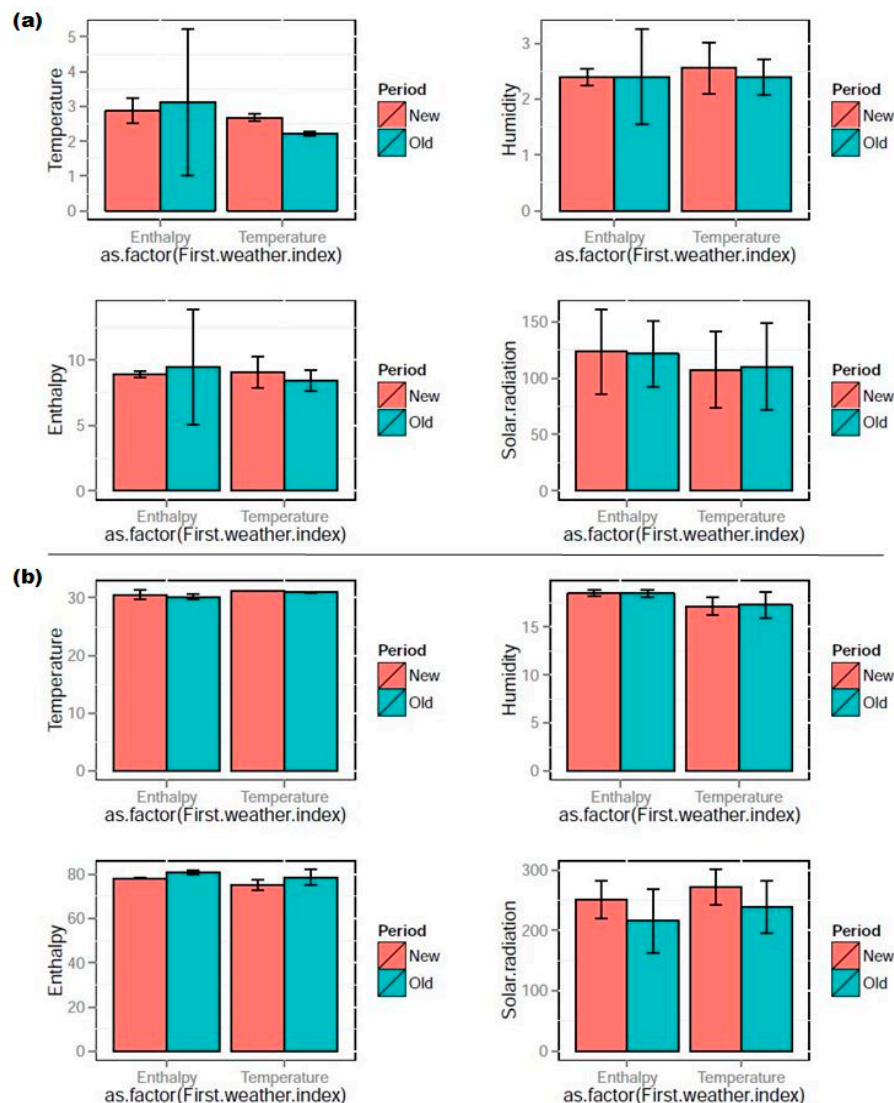 (a)
Temperature
5
4
3
2
1
0
Enthalpy Temperature
as.factor(First.weather.index)
Period
New
Old
Humidity
3
2
1
0
Enthalpy Temperature
as.factor(First.weather.index)
Period
New
Old
Enthalpy
10
5
0
Enthalpy Temperature
as.factor(First.weather.index)
Period
New
Old
Solar.radiation
150
100
50
0
Enthalpy Temperature
as.factor(First.weather.index)
Period
New
Old
(b)
Temperature
30
20
10
0
Enthalpy Temperature
as.factor(First.weather.index)
Period
New
Old
Humidity
15
10
5
0
Enthalpy Temperature
as.factor(First.weather.index)
Period
New
Old
Enthalpy
80
60
40
20
0
Enthalpy Temperature
as.factor(First.weather.index)
Period
New
Old
Solar.radiation
300
200
100
0
Enthalpy Temperature
as.factor(First.weather.index)
Period
New
Old